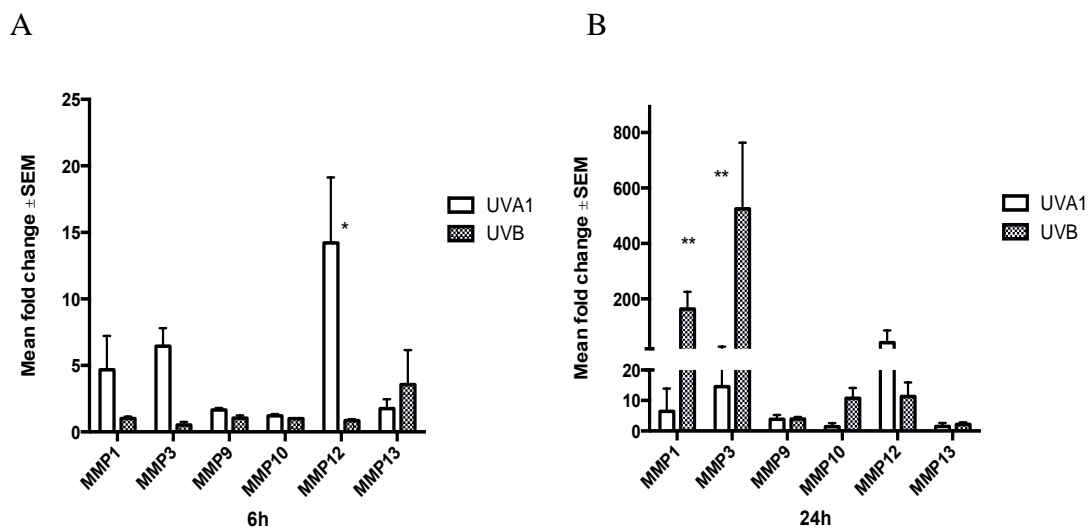 A
Mean fold change ± SEM
25
20
15
10
5
0
*
MMP1
MMP3
MMP9
MMP10
MMP12
MMP13
6h
UVA1
UVB
B
Mean fold change ± SEM
800
600
400
200
20
10
0
**
**
MMP1
MMP3
MMP9
MMP10
MMP12
MMP13
24h
UVA1
UVB